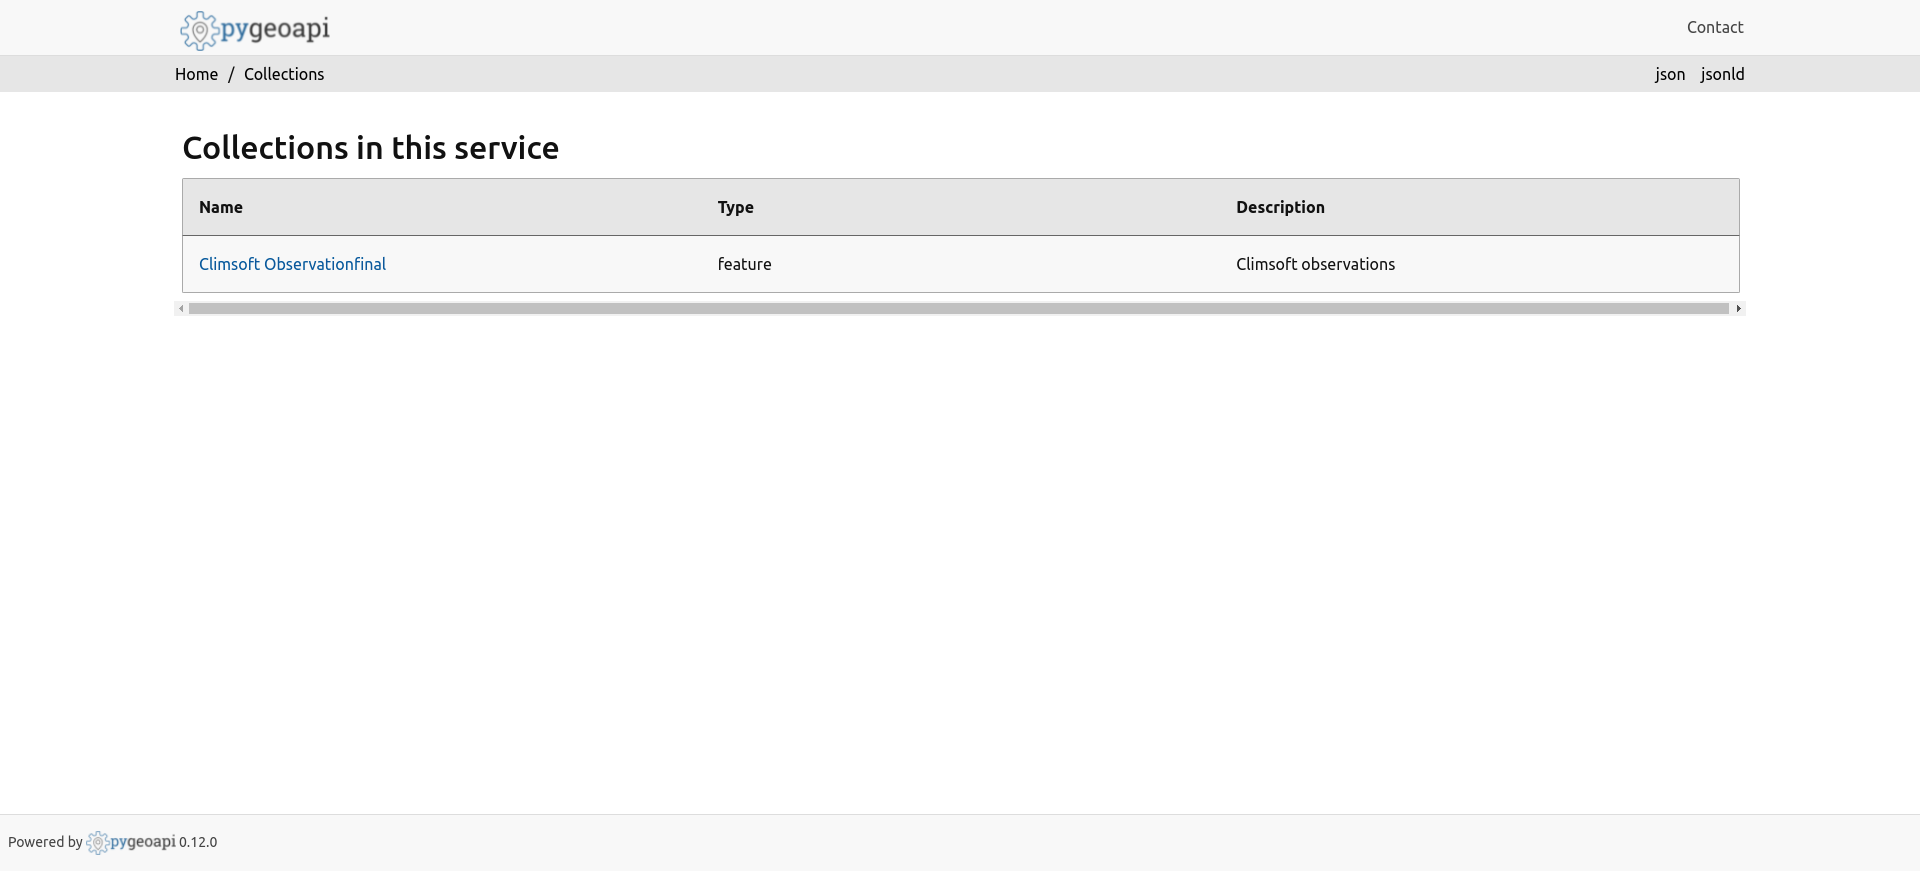 pygeoapi Contact
Home / Collections json jsonld
Collections in this service
Name Type Description
Climsoft Observationfinal feature Climsoft observations
Powered by pygeoapi 0.12.0